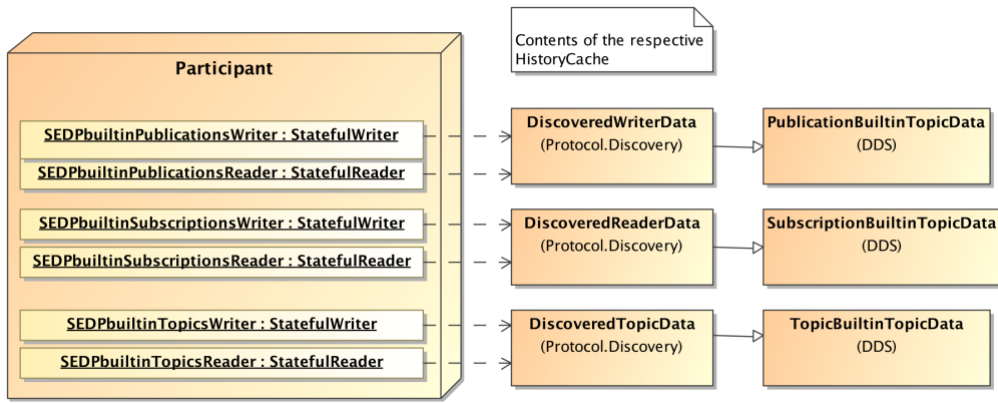 Contents of the respective
HistoryCache
Participant
SEDPbuiltinPublicationsWriter : StatefulWriter
SEDPbuiltinPublicationsReader : StatefulReader
SEDPbuiltinSubscriptionsWriter : StatefulWriter
SEDPbuiltinSubscriptionsReader : StatefulReader
SEDPbuiltinTopicsWriter : StatefulWriter
SEDPbuiltinTopicsReader : StatefulReader
DiscoveredWriterData
(Protocol.Discovery)
PublicationBuiltinTopicData
(DDS)
DiscoveredReaderData
(Protocol.Discovery)
SubscriptionBuiltinTopicData
(DDS)
DiscoveredTopicData
(Protocol.Discovery)
TopicBuiltinTopicData
(DDS)